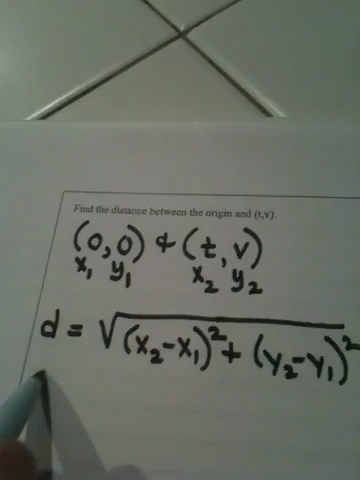 Find the distance between the origin and (t,v).
(0,0) & (t,v)
x₁ y₁ x₂ y₂
d = √(x₂-x₁)²+(y₂-y₁)²